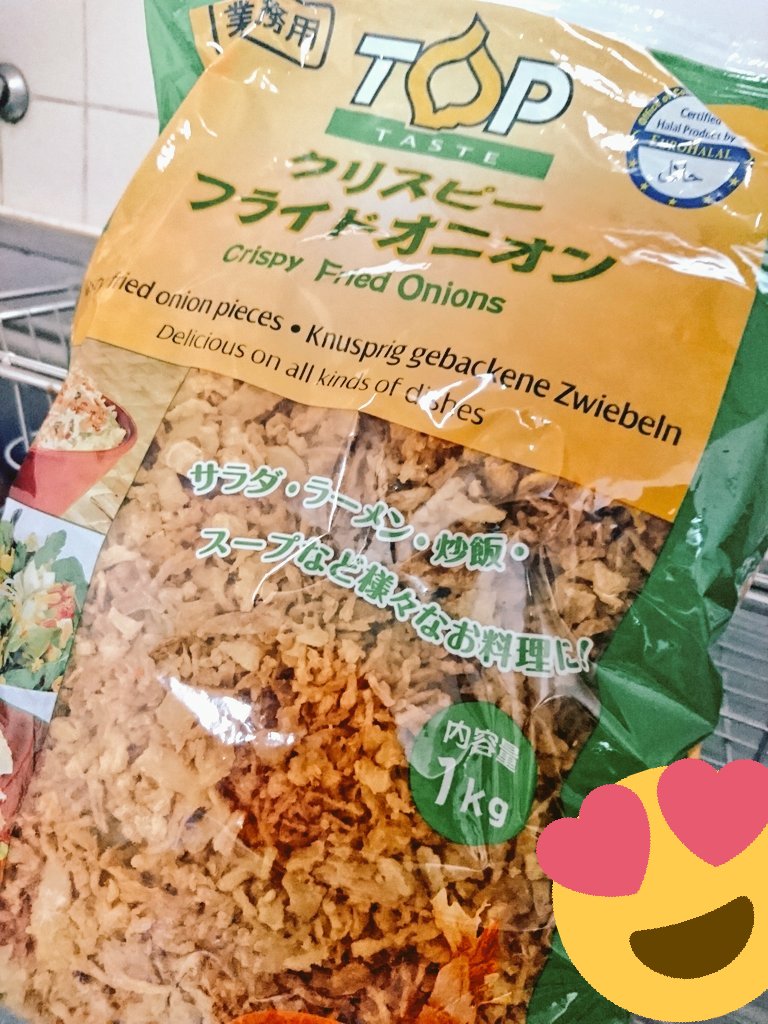 業務用
TOP
TASTE
Certified
Halal Product by
EUROHALAL
حلال
クリスピー
フライドオニオン
Crispy Fried Onions
fried onion pieces • Knusprig gebackene Zwiebeln
Delicious on all kinds of dishes
サラダ・ラーメン・炒飯・
スープなど様々なお料理に!
内容量
1kg